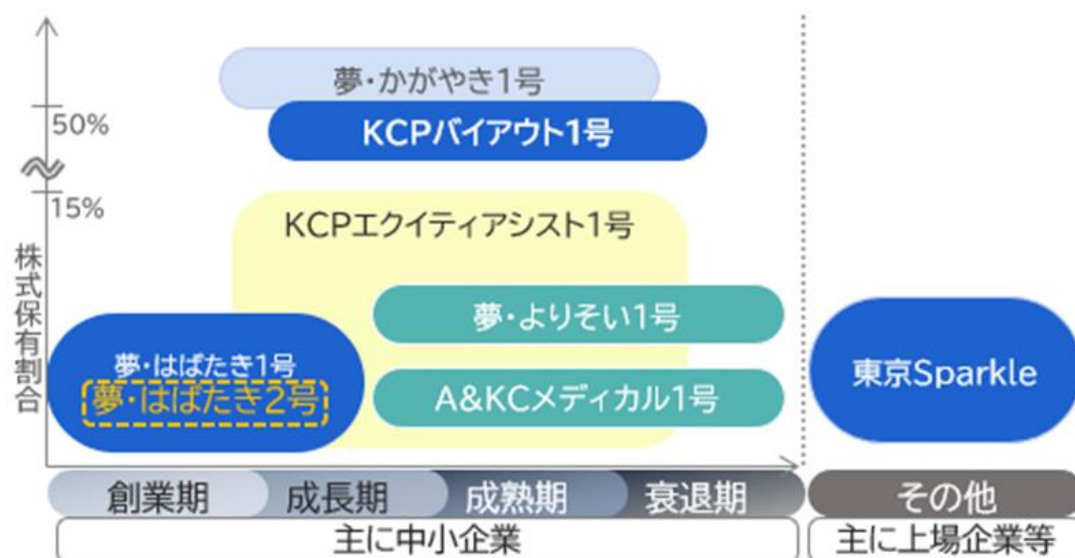 夢・かがやき1号
50%
KCPバイアウト1号
15%
KCPエクイティアシスト1号
株式保有割合
夢・よりそい1号
夢・はばたき1号
夢・はばたき2号
A&KCメディカル1号
東京Sparkle
創業期
成長期
成熟期
衰退期
その他
主に中小企業
主に上場企業等